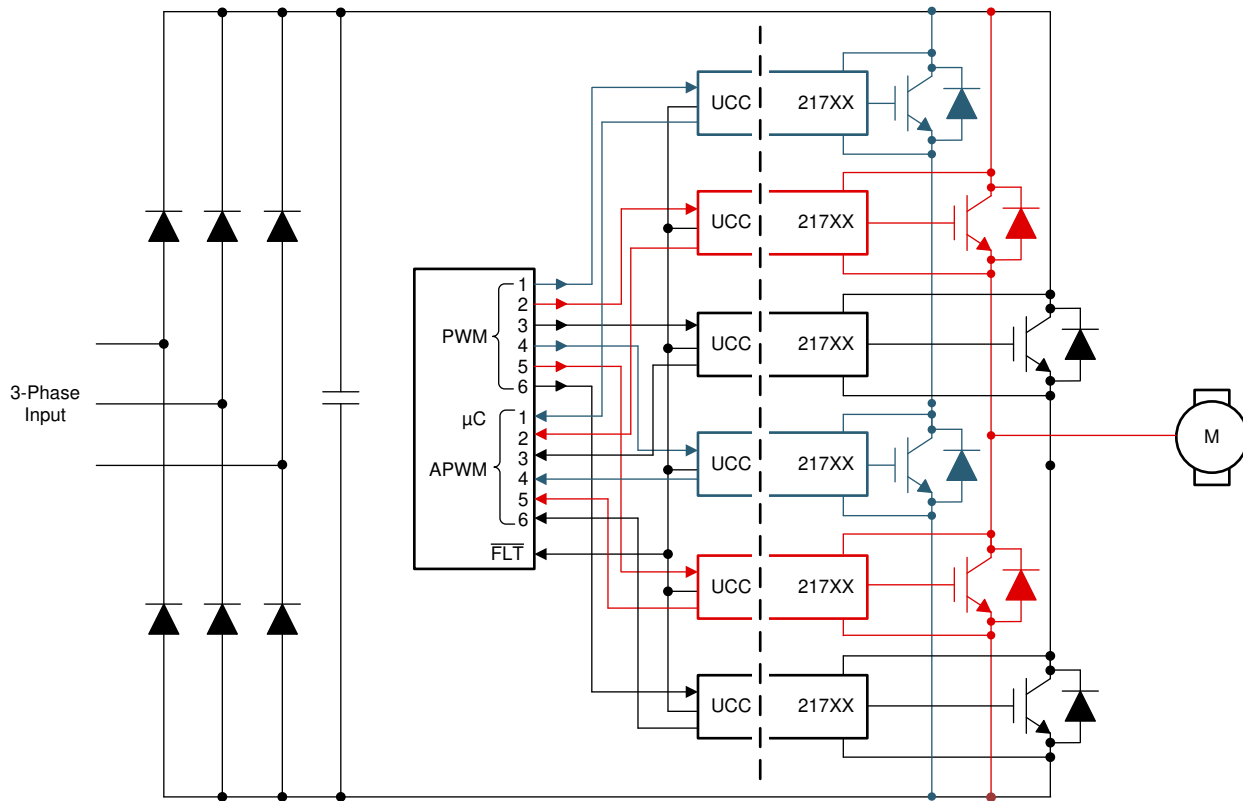 UCC 217XX
UCC 217XX
1
2
PWM 3
4
5
6
UCC 217XX
3-Phase
Input
µC
1
2
APWM 3
4
5
6
UCC 217XX
M
FLT
UCC 217XX
UCC 217XX